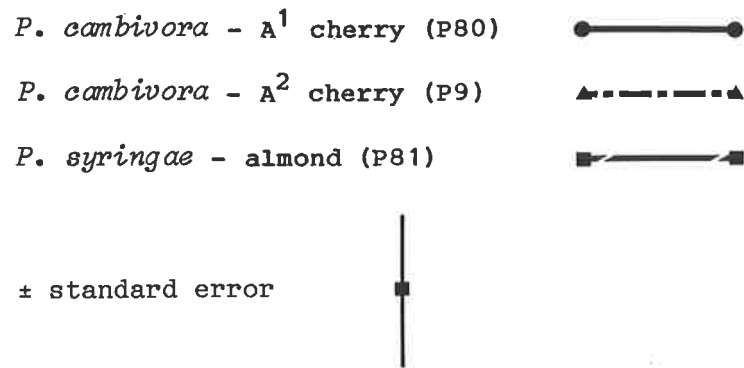 P. cambivora - A¹ cherry (P80)
P. cambivora - A² cherry (P9)
P. syringae - almond (P81)
± standard error